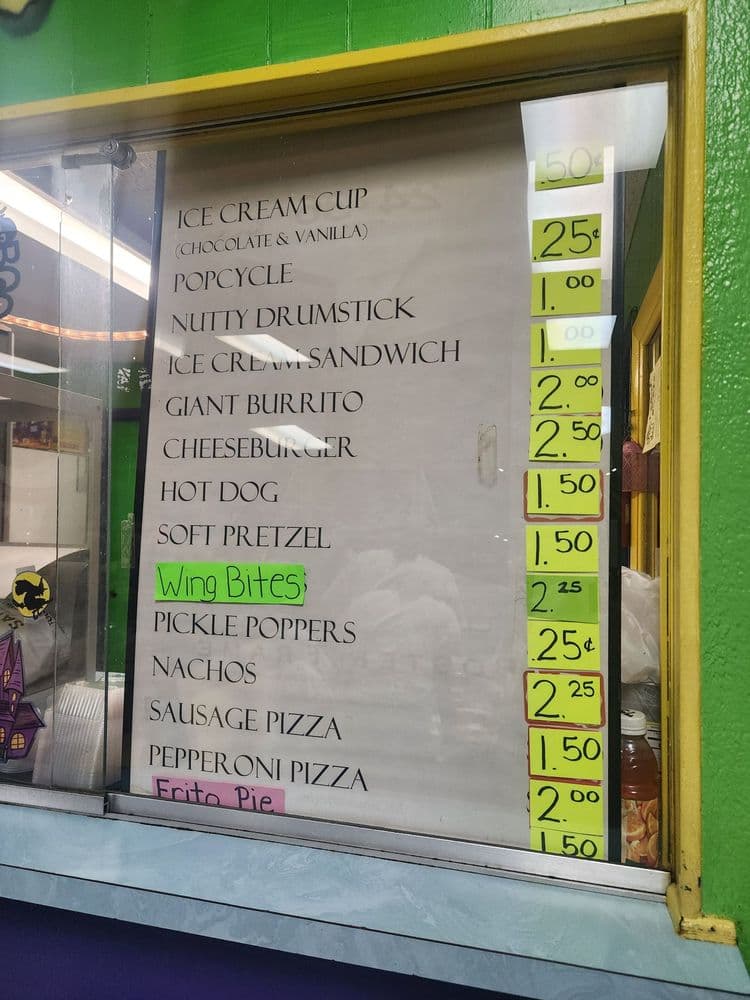 ICE CREAM CUP .50¢
(CHOCOLATE & VANILLA)
POPCYCLE .25¢
NUTTY DRUMSTICK 1.00
ICE CREAM SANDWICH 1.00
GIANT BURRITO 2.00
CHEESEBURGER 2.50
HOT DOG 1.50
SOFT PRETZEL 1.50
Wing Bites 2.25
PICKLE POPPERS .25¢
NACHOS 2.25
SAUSAGE PIZZA 1.50
PEPPERONI PIZZA 2.00
Frito Pie 1.50